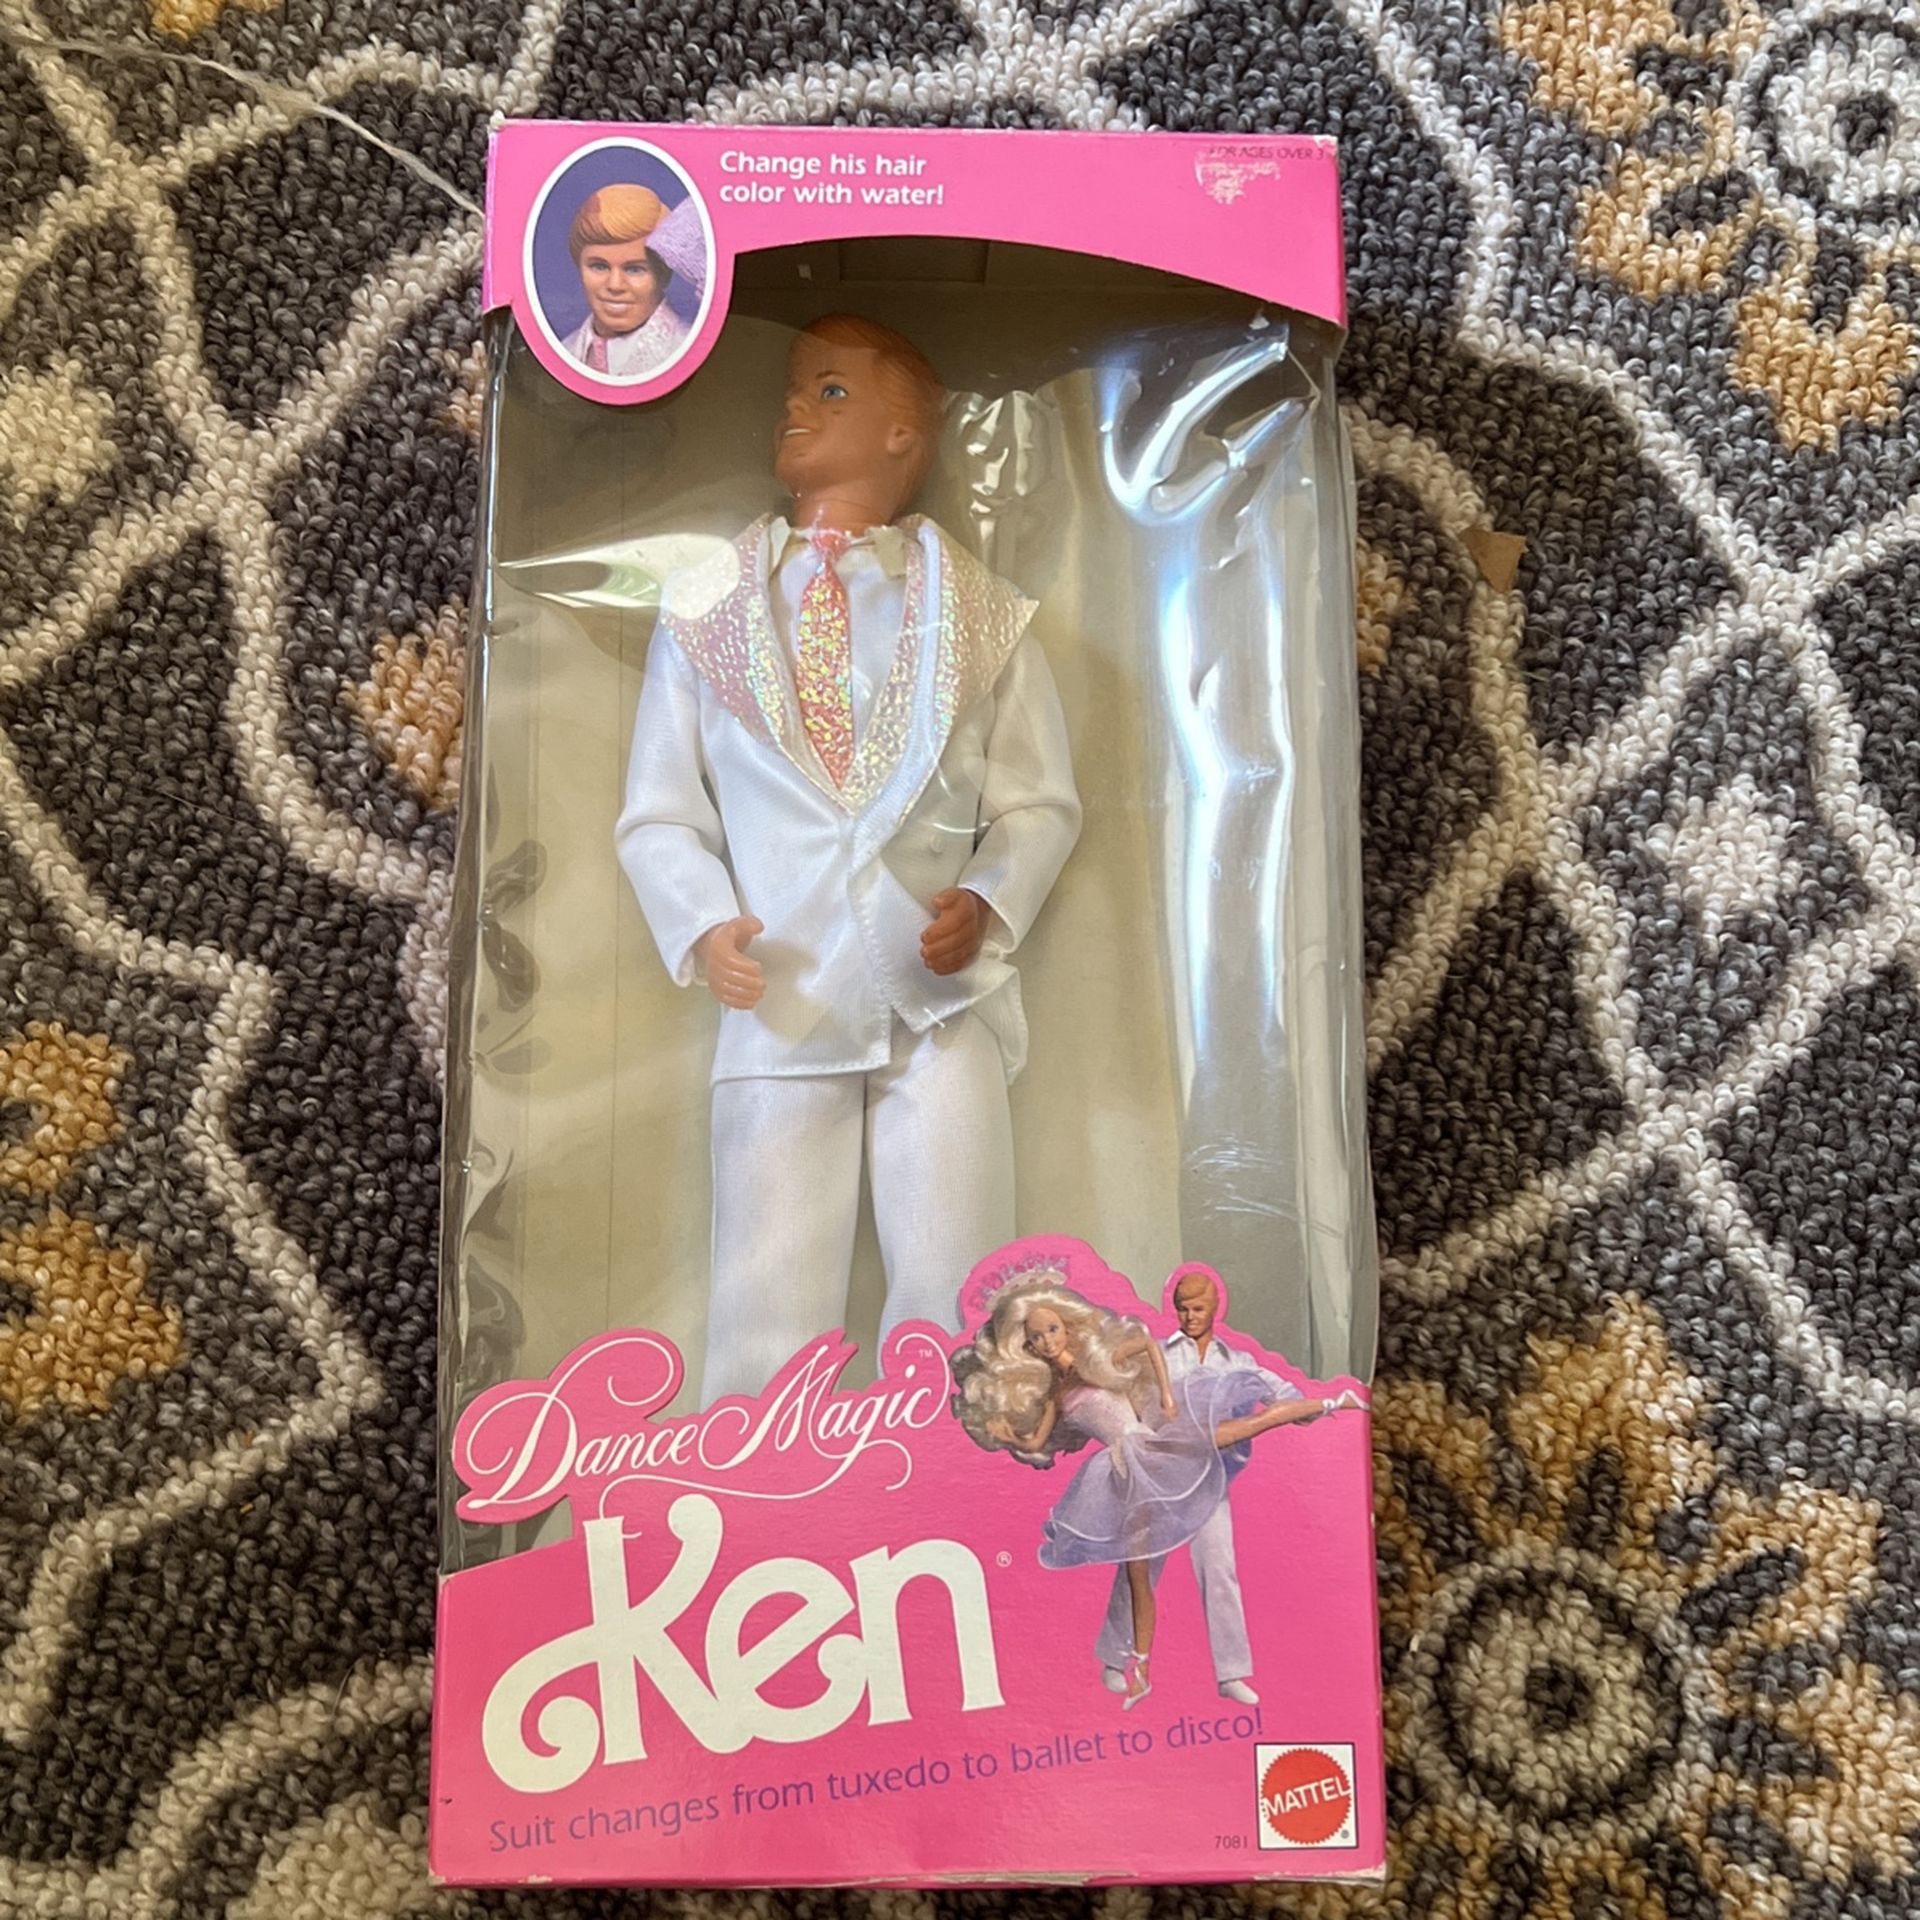 Change his hair
color with water!
FOR AGES OVER 3
Dance Magic™
Ken®
Suit changes from tuxedo to ballet to disco!
MATTEL®
7081